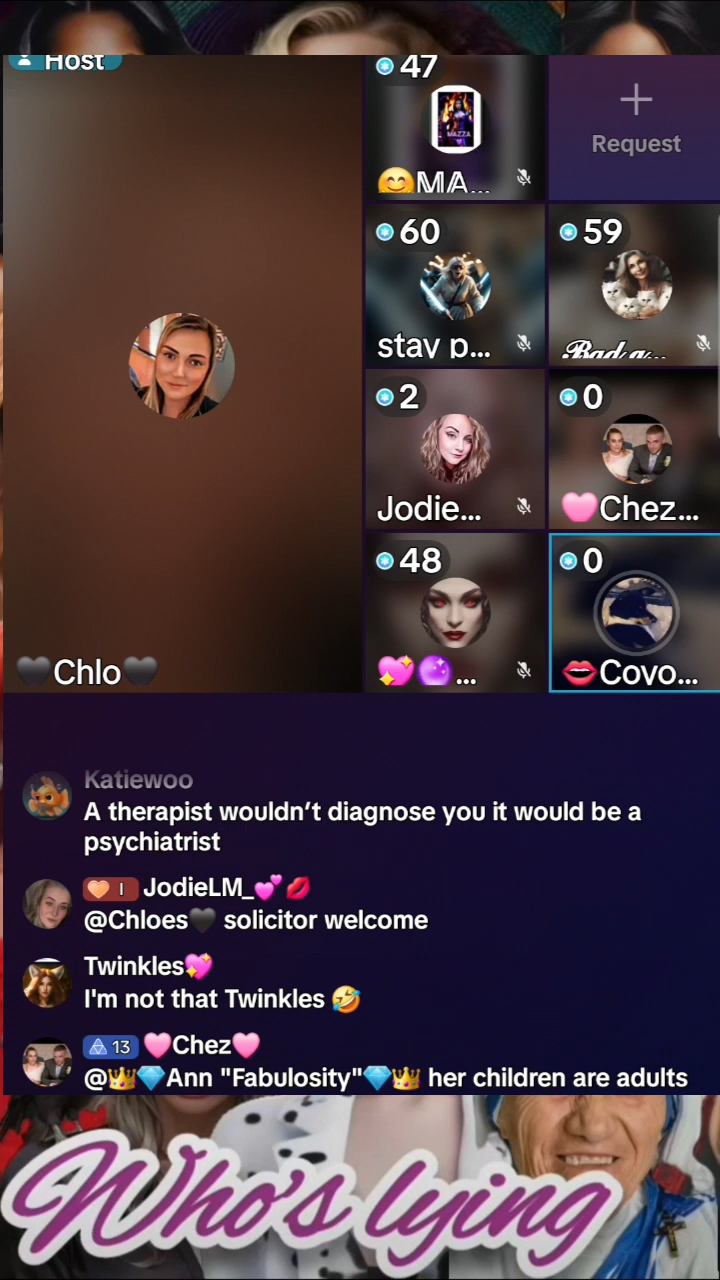 Host
47
MAZZA
😊MA...
Request
60
stav p...
59
𝓑𝓪𝓭 𝓪...
2
Jodie...
0
🩷Chez...
48
💖🔮...
0
👄Covo...
🖤Chlo🖤
Katiewoo
A therapist wouldn’t diagnose you it would be a
psychiatrist
I JodieLM_💕💋
@Chloes🖤 solicitor welcome
Twinkles💖
I'm not that Twinkles 🤣
13 🩷Chez🩷
@👑💎Ann "Fabulosity"💎👑 her children are adults
Who's lying